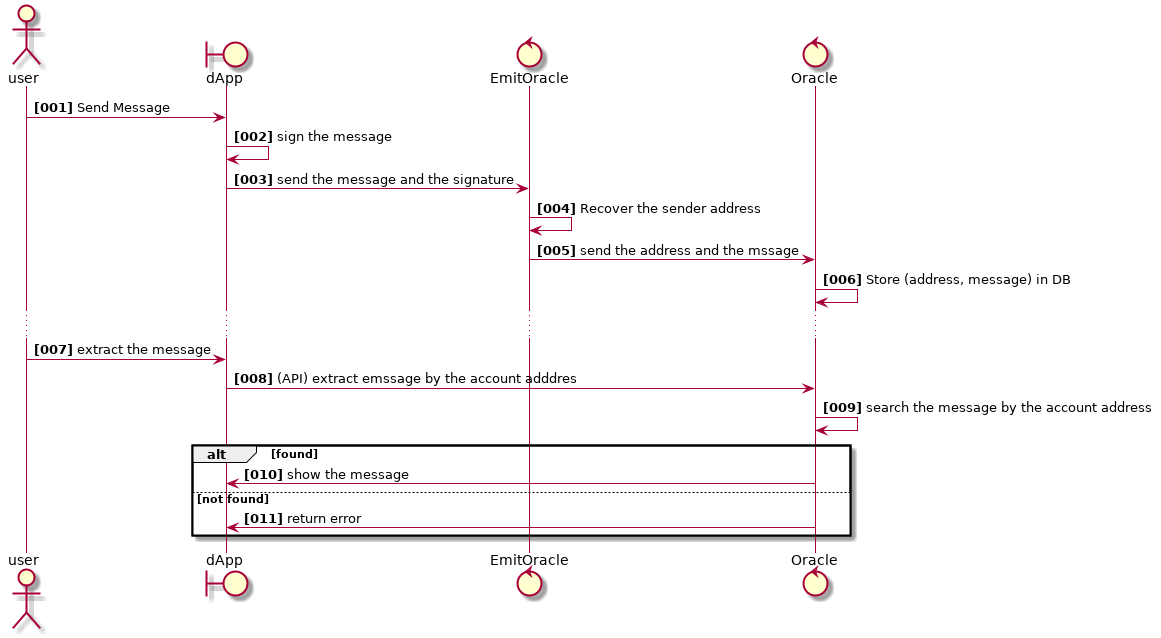 user
dApp
EmitOracle
Oracle
[001] Send Message
[002] sign the message
[003] send the message and the signature
[004] Recover the sender address
[005] send the address and the mssage
[006] Store (address, message) in DB
[007] extract the message
[008] (API) extract emssage by the account adddres
[009] search the message by the account address
alt [found]
[010] show the message
[not found]
[011] return error
user
dApp
EmitOracle
Oracle